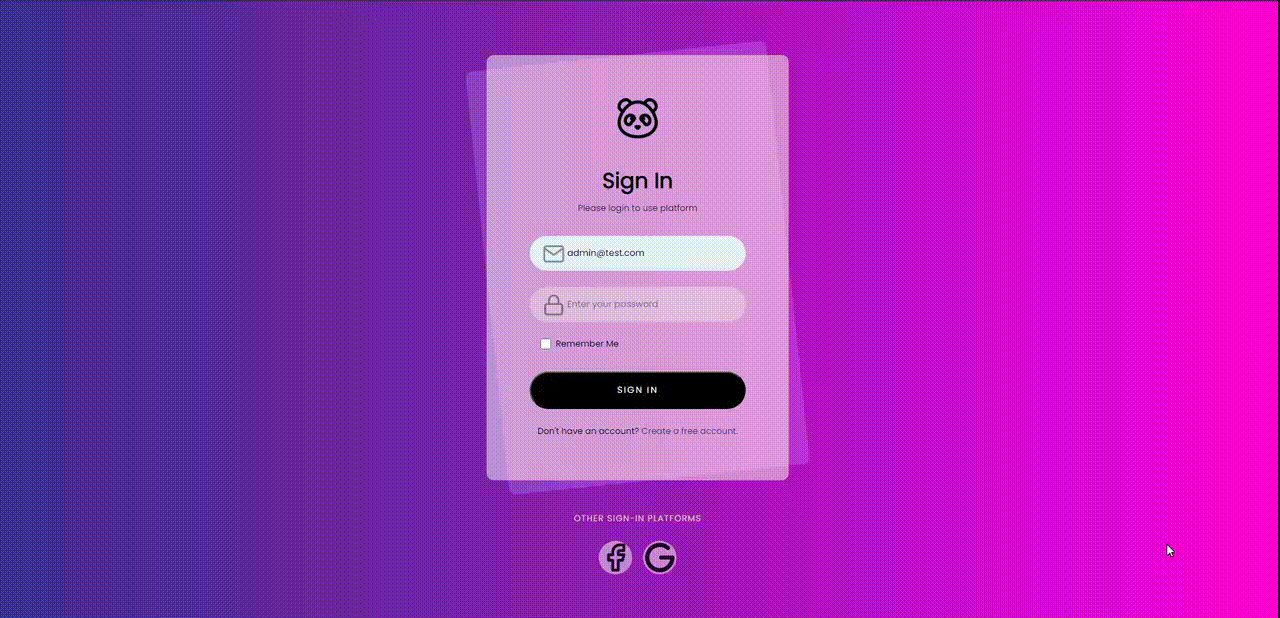 Sign In
Please login to use platform
admin@test.com
Enter your password
Remember Me
SIGN IN
Don't have an account? Create a free account.
OTHER SIGN-IN PLATFORMS